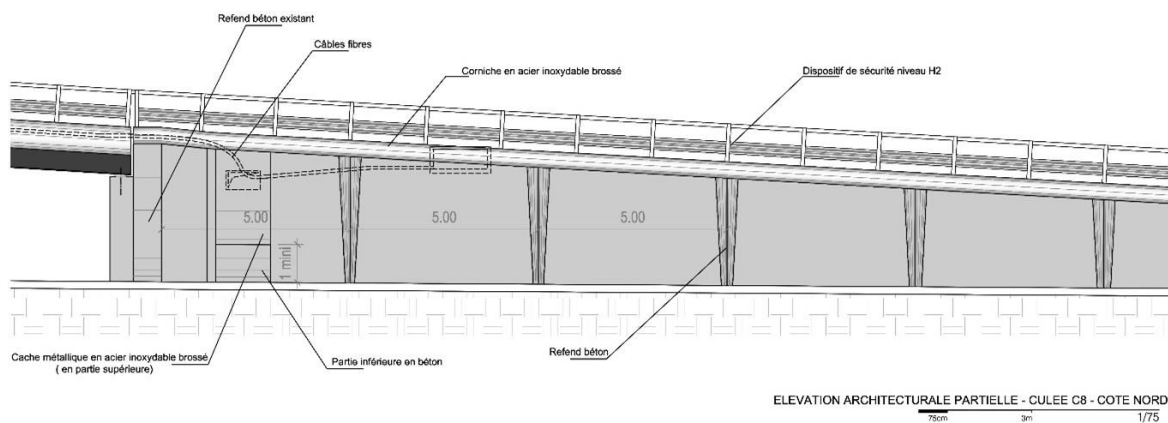 Refend béton existant
Câbles fibres
Corniche en acier inoxydable brossé
Dispositif de sécurité niveau H2
5.00
5.00
5.00
1 mini
Cache métallique en acier inoxydable brossé
( en partie supérieure)
Partie inférieure en béton
Refend béton
ELEVATION ARCHITECTURALE PARTIELLE - CULEE C8 - COTE NORD
75cm
3m
1/75